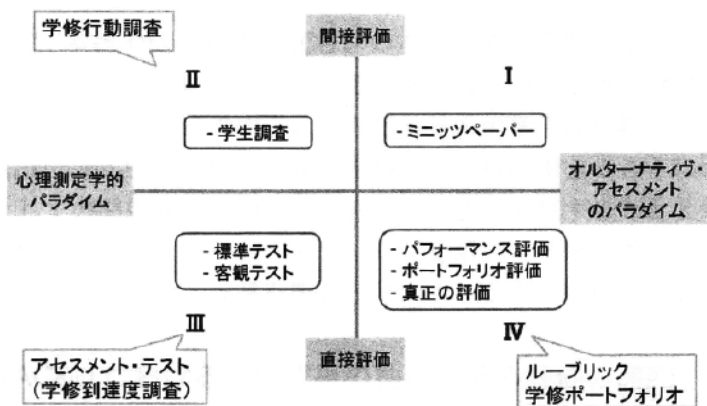 学修行動調査
間接評価
Ⅱ
Ⅰ
- 学生調査
- ミニッツペーパー
心理測定学的
パラダイム
オルターナティヴ・
アセスメント
のパラダイム
- 標準テスト
- 客観テスト
- パフォーマンス評価
- ポートフォリオ評価
- 真正の評価
Ⅲ
Ⅳ
直接評価
アセスメント・テスト
(学修到達度調査)
ルーブリック
学修ポートフォリオ